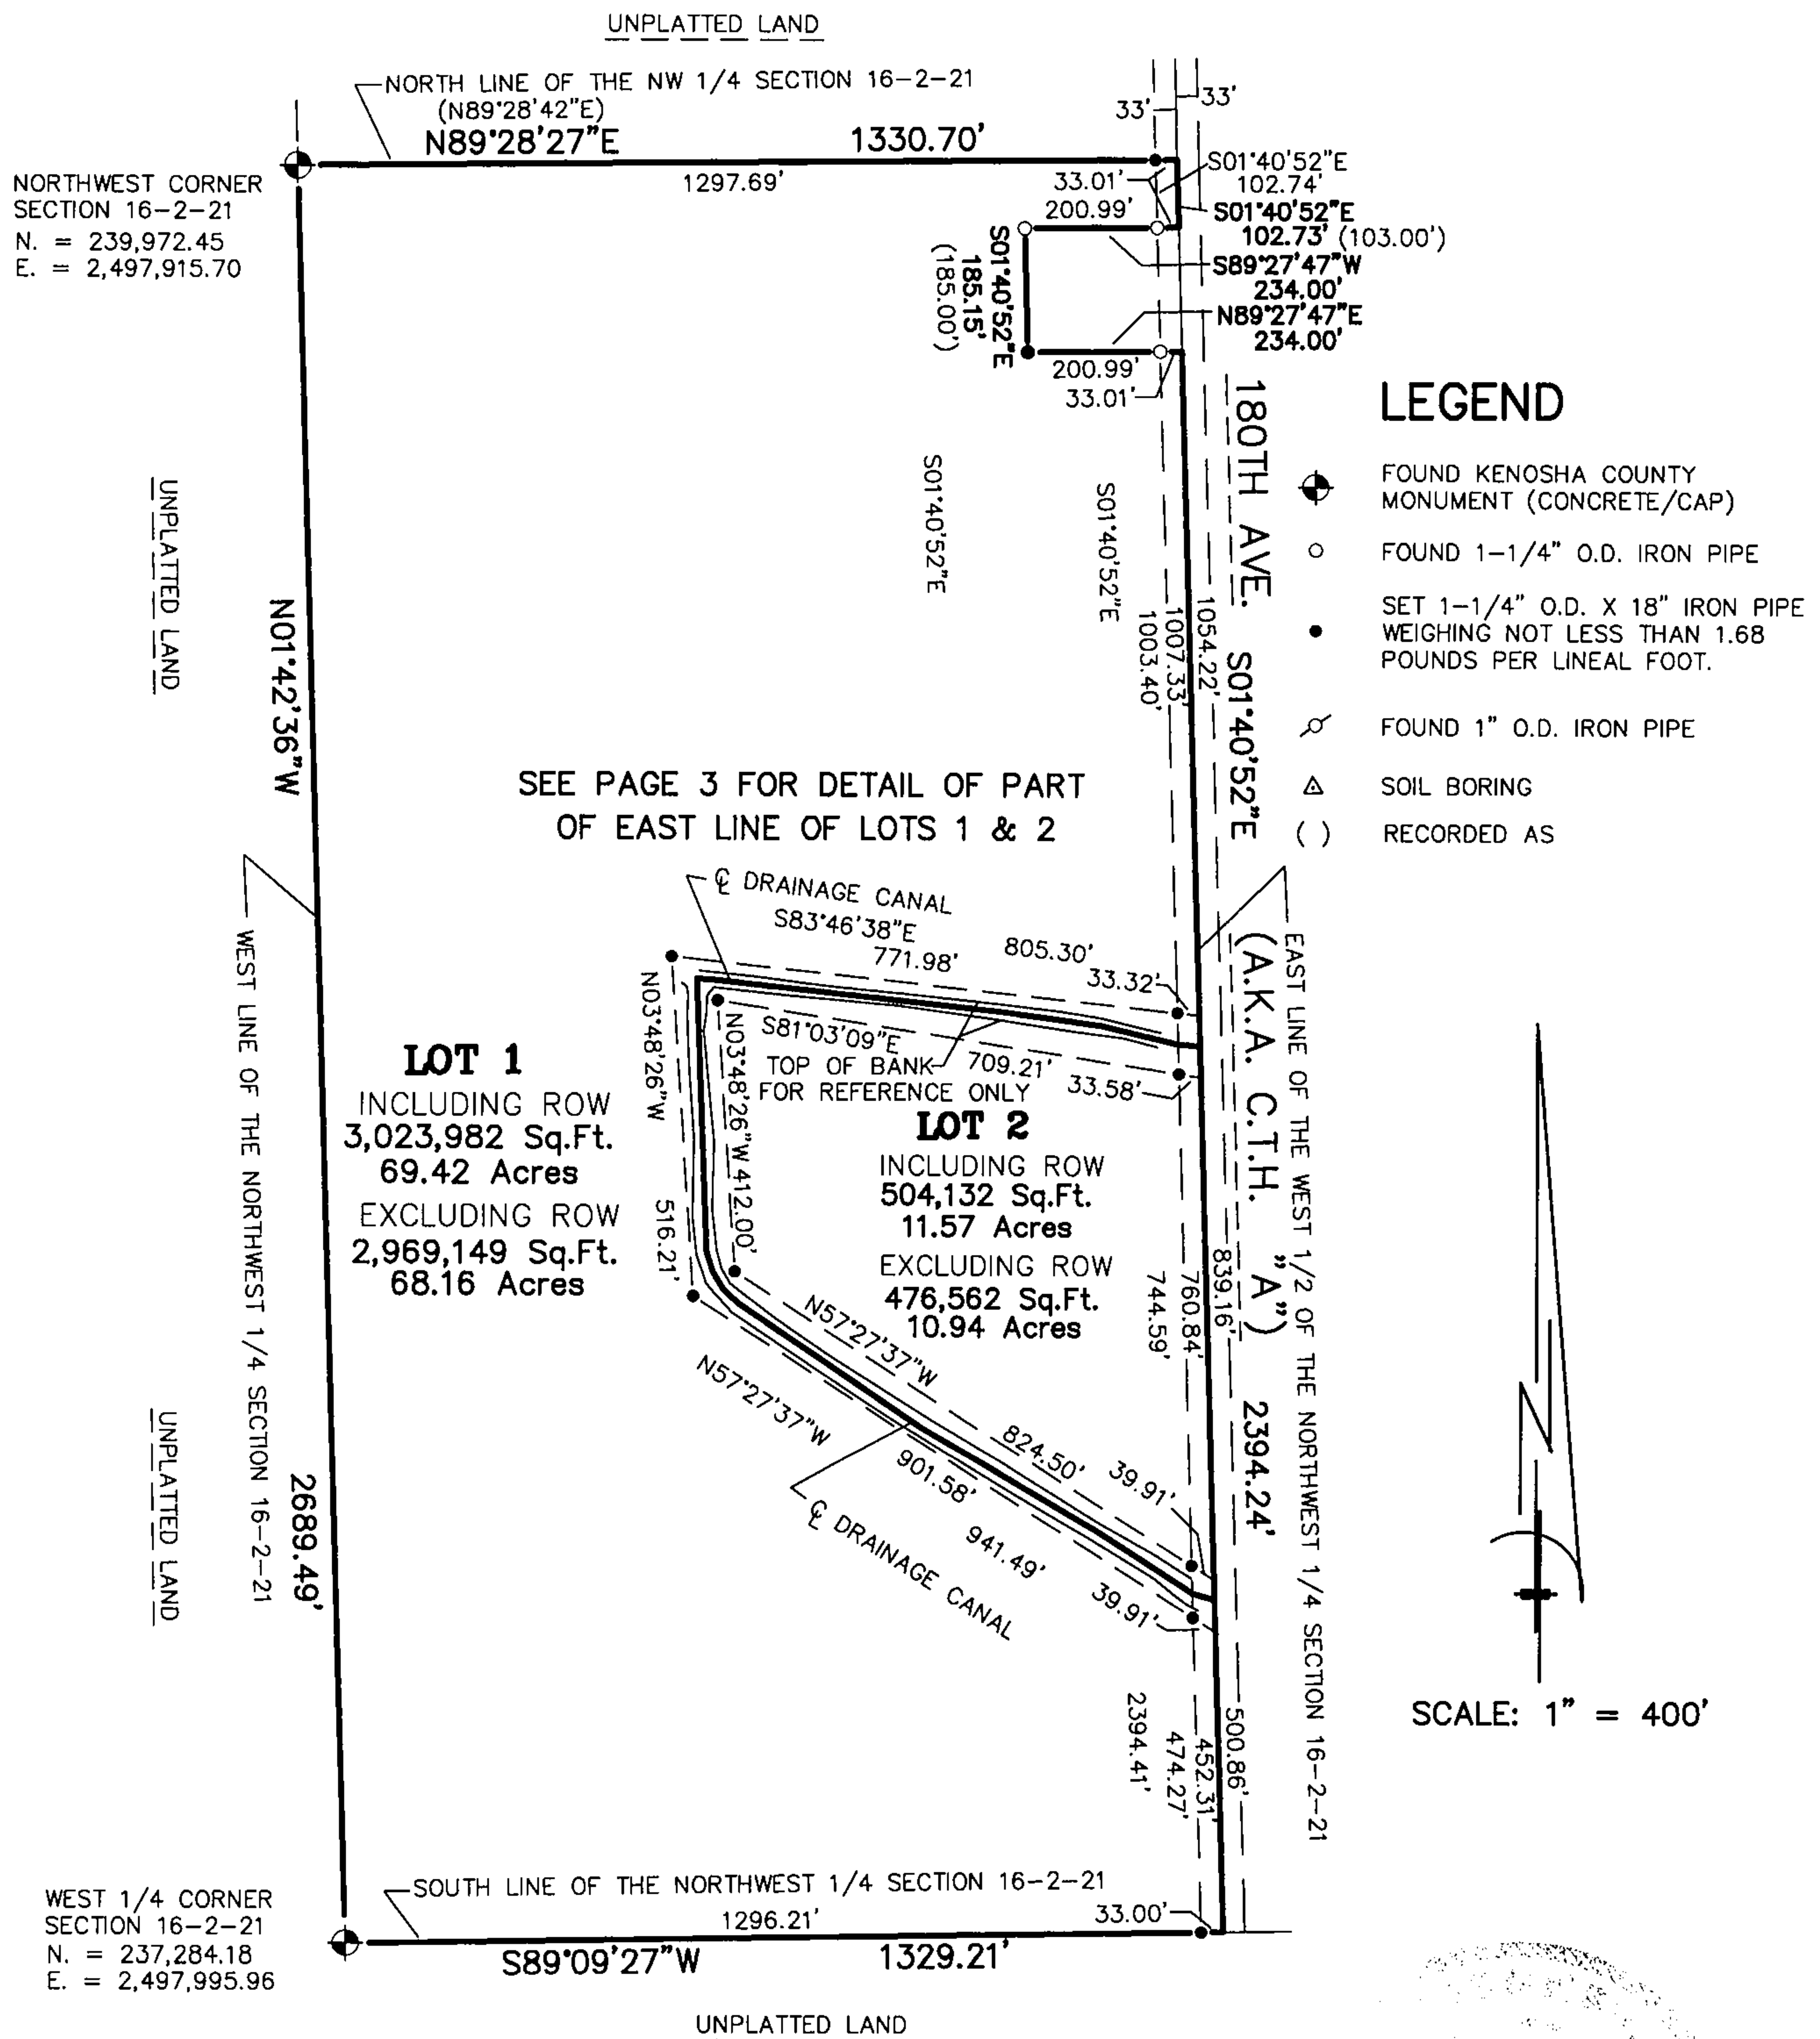 UNPLATTED LAND
NORTH LINE OF THE NW 1/4 SECTION 16-2-21
(N89°28'42"E)
N89°28'27"E
1330.70'
33'
33'
1297.69'
NORTHWEST CORNER
SECTION 16-2-21
N. = 239,972.45
E. = 2,497,915.70
33.01'
S01°40'52"E
102.74'
200.99'
S01°40'52"E
102.73' (103.00')
S89°27'47"W
234.00'
N89°27'47"E
234.00'
S01°40'52"E
185.15'
(185.00')
200.99'
33.01'
LEGEND
FOUND KENOSHA COUNTY
MONUMENT (CONCRETE/CAP)
FOUND 1-1/4" O.D. IRON PIPE
SET 1-1/4" O.D. X 18" IRON PIPE
WEIGHING NOT LESS THAN 1.68
POUNDS PER LINEAL FOOT.
FOUND 1" O.D. IRON PIPE
SOIL BORING
( ) RECORDED AS
180TH AVE. S01°40'52"E
(A.K.A. C.T.H. "A") 2394.24'
S01°40'52"E
S01°40'52"E
1054.22'
1007.33'
1003.40'
UNPLATTED LAND
N01°42'36"W
2689.49'
WEST LINE OF THE NORTHWEST 1/4 SECTION 16-2-21
EAST LINE OF THE WEST 1/2 OF THE NORTHWEST 1/4 SECTION 16-2-21
SEE PAGE 3 FOR DETAIL OF PART
OF EAST LINE OF LOTS 1 & 2
℄ DRAINAGE CANAL
S83°46'38"E
805.30'
771.98'
33.32'
N03°48'26"W
516.21'
N03°48'26"W 412.00'
S81°03'09"E
709.21'
TOP OF BANK
FOR REFERENCE ONLY
33.58'
LOT 1
INCLUDING ROW
3,023,982 Sq.Ft.
69.42 Acres
EXCLUDING ROW
2,969,149 Sq.Ft.
68.16 Acres
LOT 2
INCLUDING ROW
504,132 Sq.Ft.
11.57 Acres
EXCLUDING ROW
476,562 Sq.Ft.
10.94 Acres
839.16'
760.84'
744.59'
N57°27'37"W
824.50'
39.91'
N57°27'37"W
901.58'
941.49'
39.91'
℄ DRAINAGE CANAL
UNPLATTED LAND
500.86'
452.31'
474.27'
2394.41'
SCALE: 1" = 400'
WEST 1/4 CORNER
SECTION 16-2-21
N. = 237,284.18
E. = 2,497,995.96
SOUTH LINE OF THE NORTHWEST 1/4 SECTION 16-2-21
1296.21'
33.00'
S89°09'27"W
1329.21'
UNPLATTED LAND